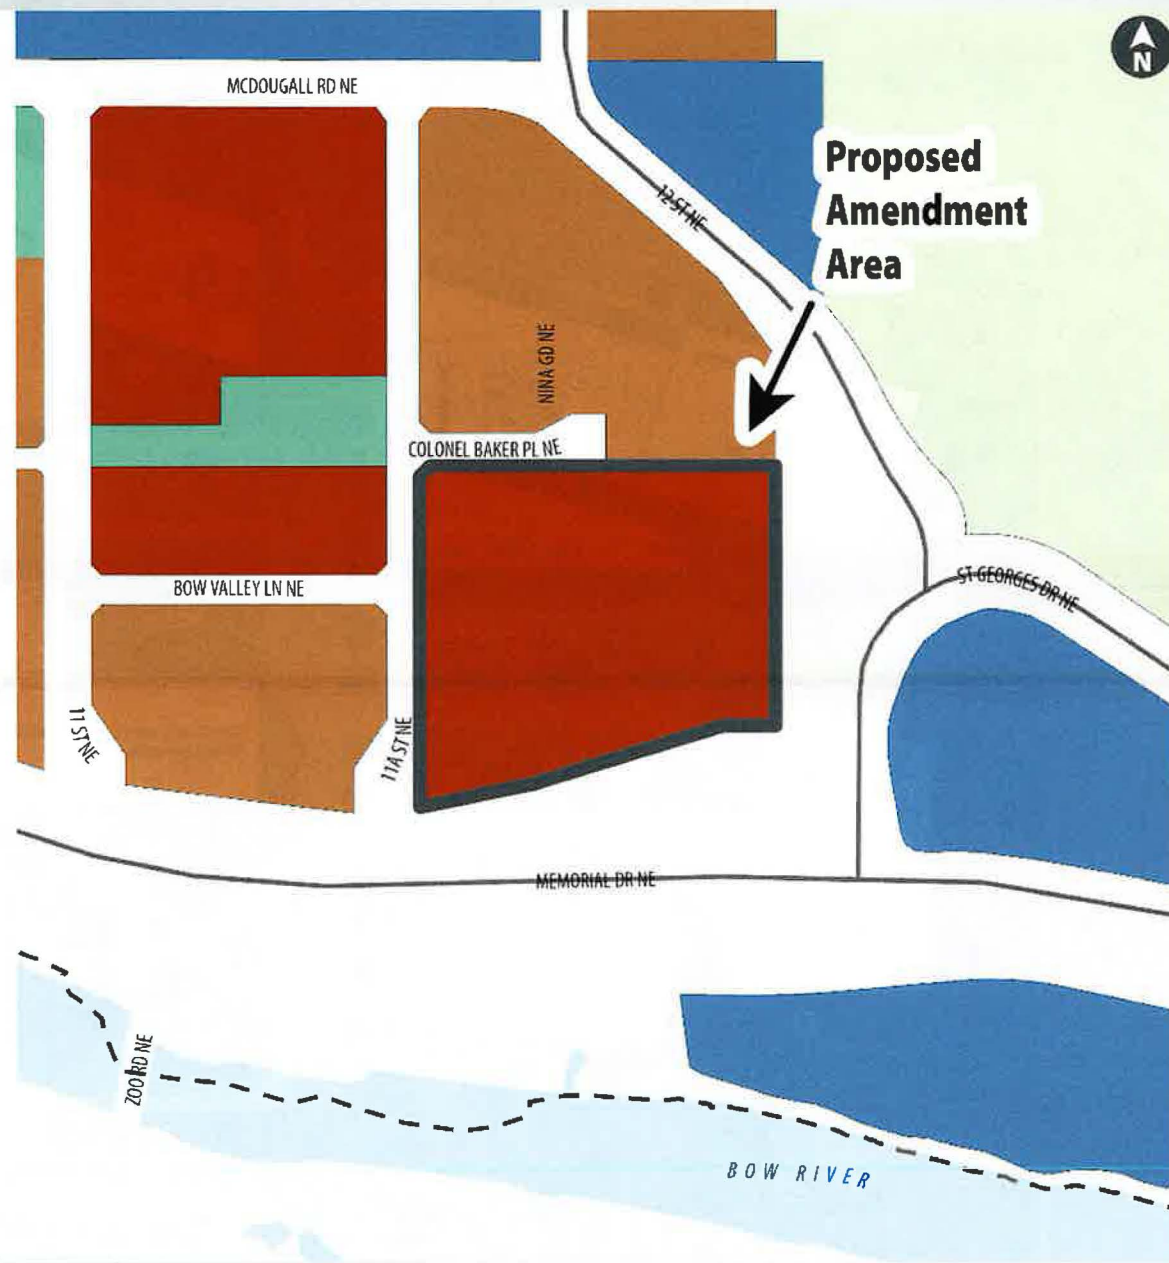 N
MCDOUGALL RD NE
Proposed
Amendment
Area
12 ST NE
NINA GD NE
COLONEL BAKER PL NE
ST GEORGES DR NE
BOW VALLEY LN NE
11 ST NE
11A ST NE
MEMORIAL DR NE
ZOO RD NE
BOW RIVER